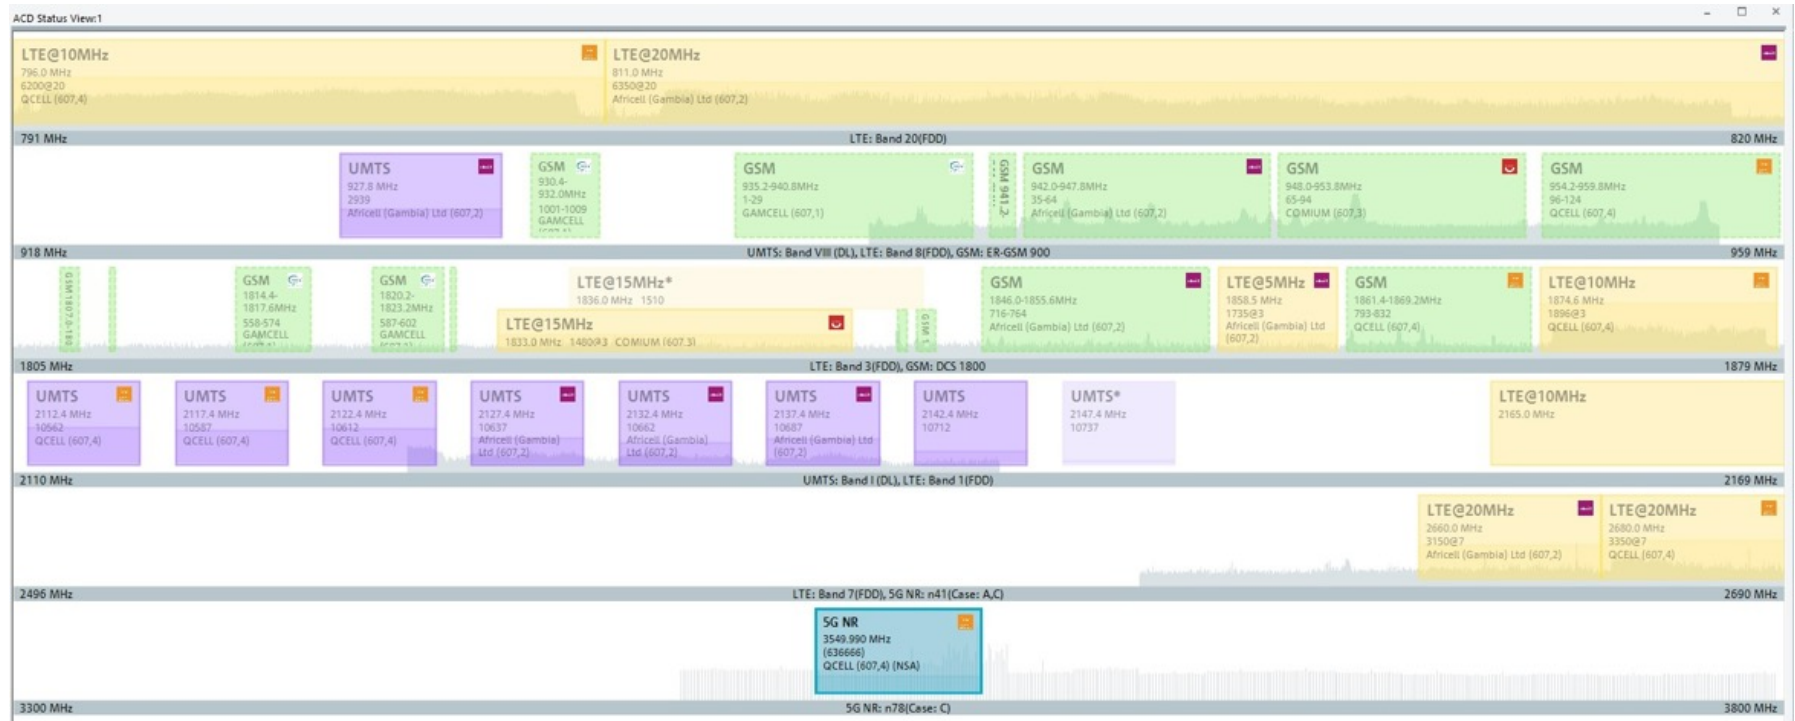 ACD Status View:1
LTE@10MHz
796.0 MHz
6200@20
QCELL (607,4)
LTE@20MHz
811.0 MHz
6350@20
Africell (Gambia) Ltd (607,2)
791 MHz
LTE: Band 20(FDD)
820 MHz
UMTS
927.8 MHz
2939
Africell (Gambia) Ltd (607,2)
GSM
930.4-
932.0MHz
1001-1009
GAMCELL
GSM
935.2-940.8MHz
1-29
GAMCELL (607,1)
GSM 941.2-
GSM
942.0-947.8MHz
35-64
Africell (Gambia) Ltd (607,2)
GSM
948.0-953.8MHz
65-94
COMIUM (607,3)
GSM
954.2-959.8MHz
96-124
QCELL (607,4)
918 MHz
UMTS: Band VIII (DL), LTE: Band 8(FDD), GSM: ER-GSM 900
959 MHz
GSM 1807.0-180
GSM
1814.4-
1817.6MHz
558-574
GAMCELL
GSM
1820.2-
1823.2MHz
587-602
GAMCELL
LTE@15MHz*
1836.0 MHz 1510
LTE@15MHz
1833.0 MHz 1480@3 COMIUM (607,3)
GSM 1
GSM
1846.0-1855.6MHz
716-764
Africell (Gambia) Ltd (607,2)
LTE@5MHz
1858.5 MHz
1735@3
Africell (Gambia) Ltd
(607,2)
GSM
1861.4-1869.2MHz
793-832
QCELL (607,4)
LTE@10MHz
1874.6 MHz
1896@3
QCELL (607,4)
1805 MHz
LTE: Band 3(FDD), GSM: DCS 1800
1879 MHz
UMTS
2112.4 MHz
10562
QCELL (607,4)
UMTS
2117.4 MHz
10587
QCELL (607,4)
UMTS
2122.4 MHz
10612
QCELL (607,4)
UMTS
2127.4 MHz
10637
Africell (Gambia)
Ltd (607,2)
UMTS
2132.4 MHz
10662
Africell (Gambia)
Ltd (607,2)
UMTS
2137.4 MHz
10687
Africell (Gambia) Ltd
(607,2)
UMTS
2142.4 MHz
10712
UMTS*
2147.4 MHz
10737
LTE@10MHz
2165.0 MHz
2110 MHz
UMTS: Band I (DL), LTE: Band 1(FDD)
2169 MHz
LTE@20MHz
2660.0 MHz
3150@7
Africell (Gambia) Ltd (607,2)
LTE@20MHz
2680.0 MHz
3350@7
QCELL (607,4)
2496 MHz
LTE: Band 7(FDD), 5G NR: n41(Case: A,C)
2690 MHz
5G NR
3549.990 MHz
(636666)
QCELL (607,4) (NSA)
3300 MHz
5G NR: n78(Case: C)
3800 MHz